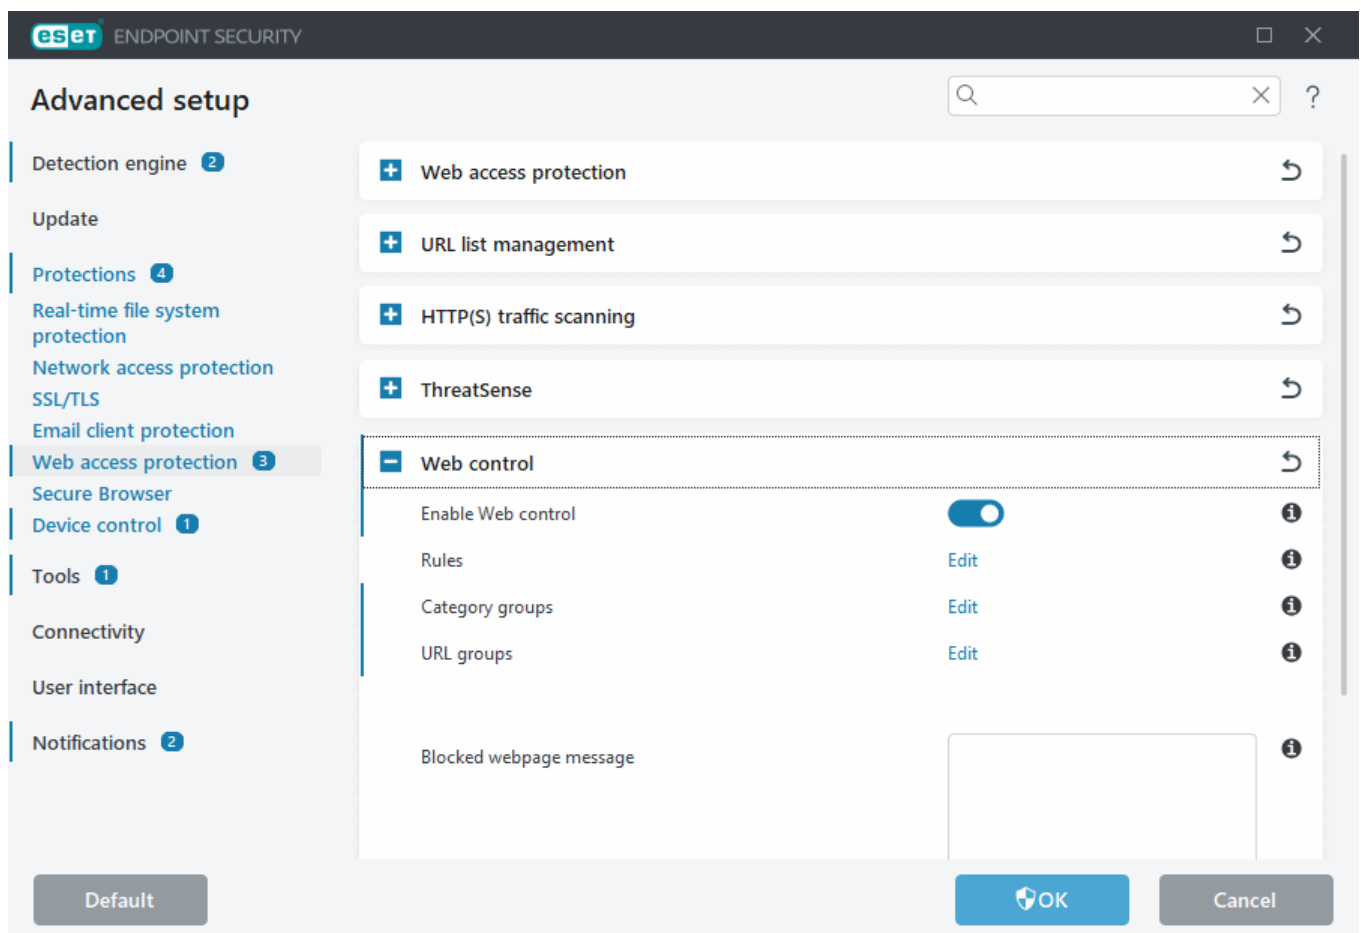 eset ENDPOINT SECURITY
Advanced setup
?
Detection engine 2
Update
Protections 4
Real-time file system
protection
Network access protection
SSL/TLS
Email client protection
Web access protection 3
Secure Browser
Device control 1
Tools 1
Connectivity
User interface
Notifications 2
Web access protection
URL list management
HTTP(S) traffic scanning
ThreatSense
Web control
Enable Web control
Rules Edit
Category groups Edit
URL groups Edit
Blocked webpage message
Default
OK
Cancel